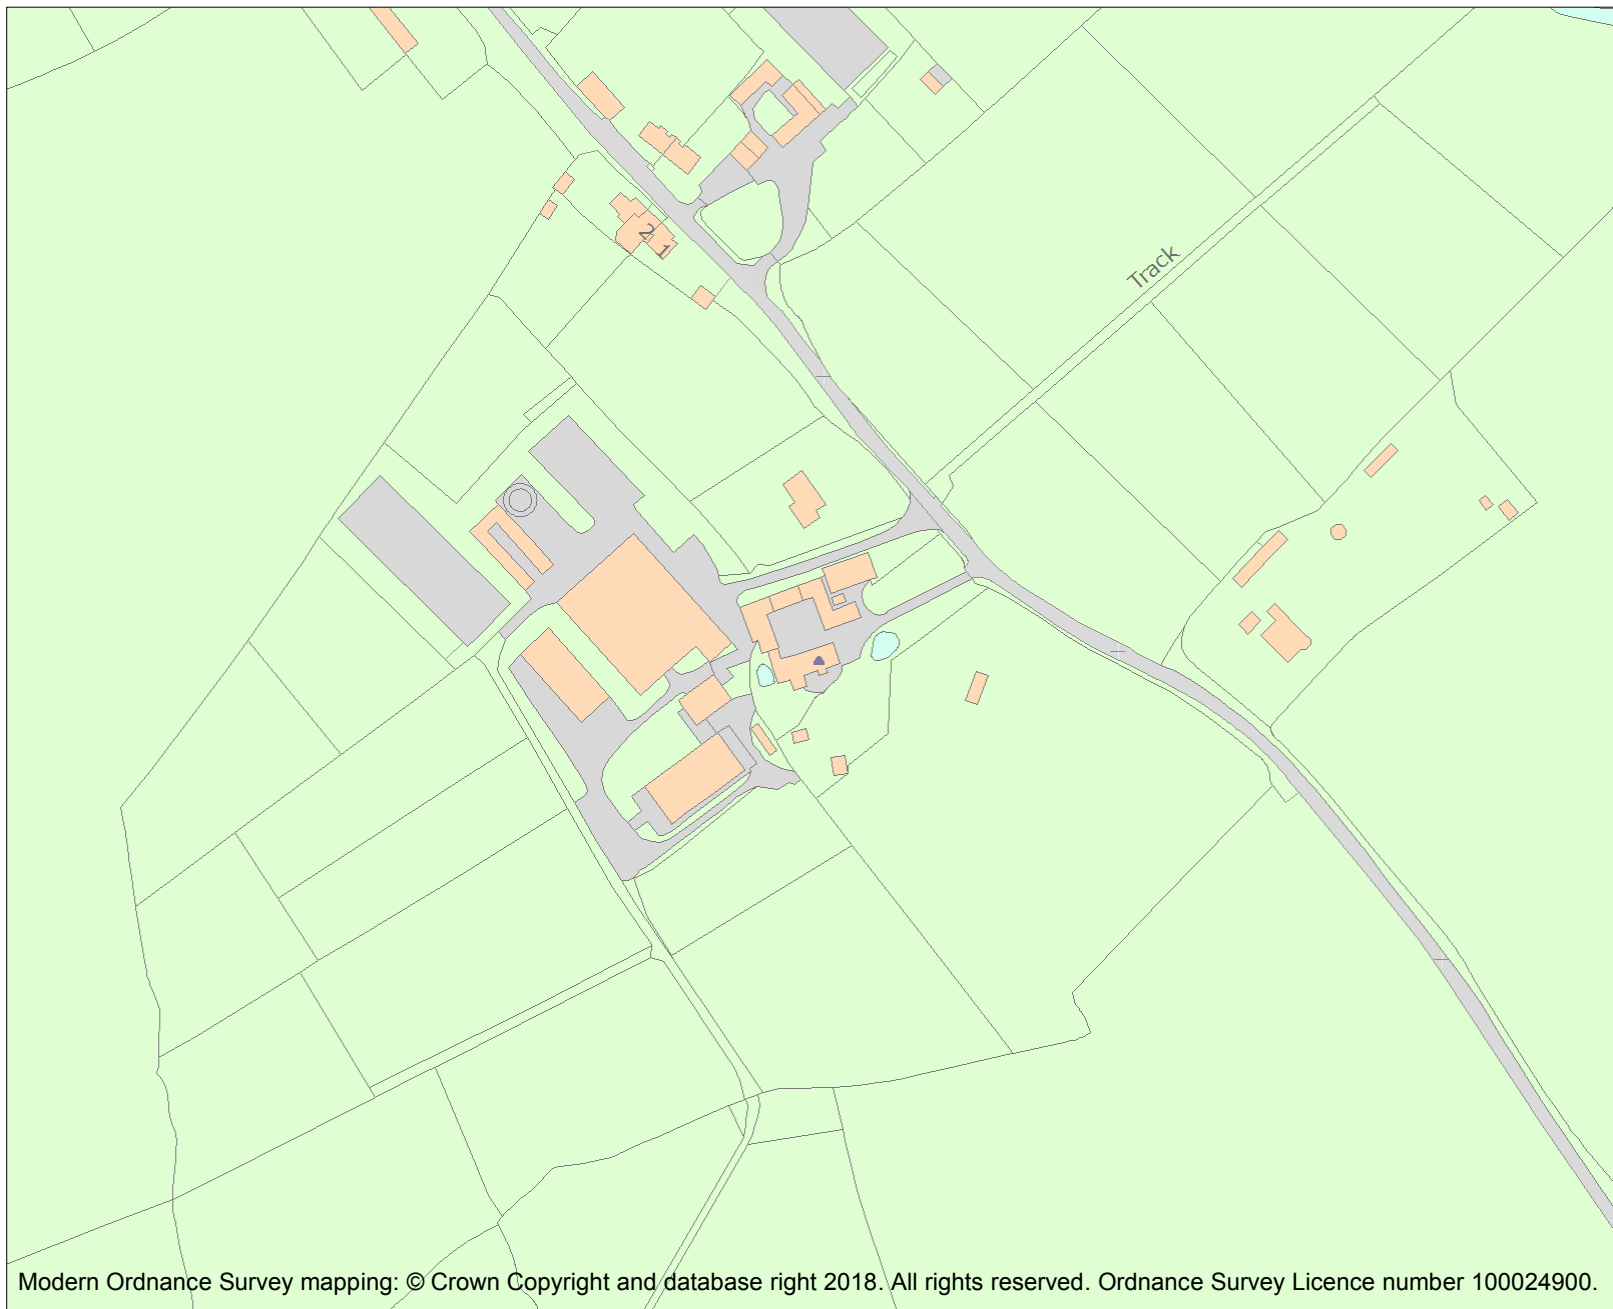 2
1
Track
Modern Ordnance Survey mapping: © Crown Copyright and database right 2018. All rights reserved. Ordnance Survey Licence number 100024900.